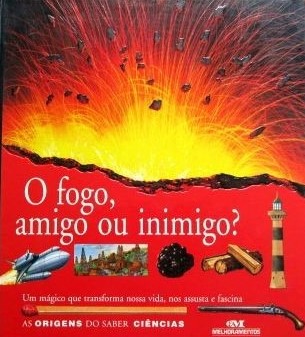 O fogo,
amigo ou inimigo?
Um mágico que transforma nossa vida, nos assusta e fascina
AS ORIGENS DO SABER CIÊNCIAS
MELHORAMENTOS